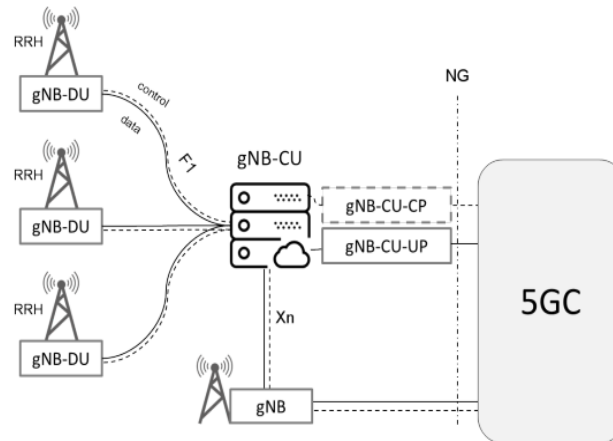 RRH
gNB-DU
control
data
F1
NG
gNB-CU
RRH
gNB-DU
gNB-CU-CP
gNB-CU-UP
5GC
RRH
gNB-DU
Xn
gNB